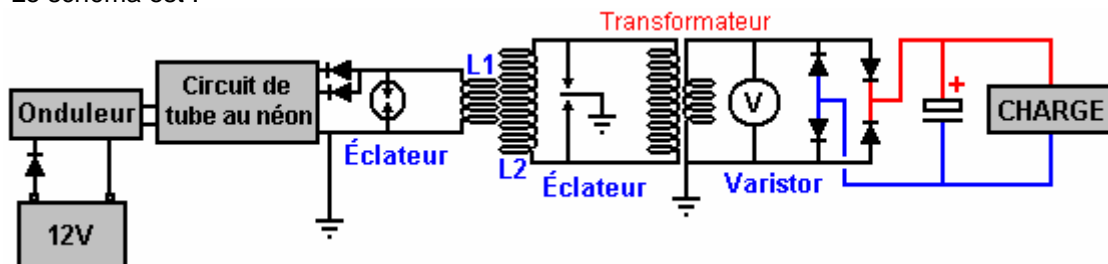 Le schéma est :
Transformateur
L1
Circuit de
tube au néon
Onduleur
V
+
CHARGE
Éclateur
L2
Éclateur
Varistor
12V